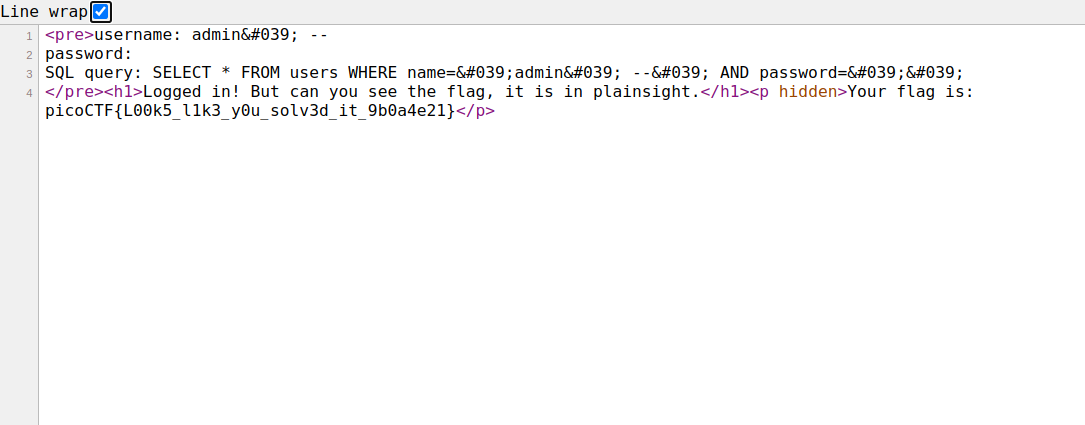 Line wrap
1 <pre>username: admin&#039; --
2 password:
3 SQL query: SELECT * FROM users WHERE name=&#039;admin&#039; --&#039; AND password=&#039;&#039;
4 </pre><h1>Logged in! But can you see the flag, it is in plainsight.</h1><p hidden>Your flag is:
picoCTF{L00k5_l1k3_y0u_solv3d_it_9b0a4e21}</p>